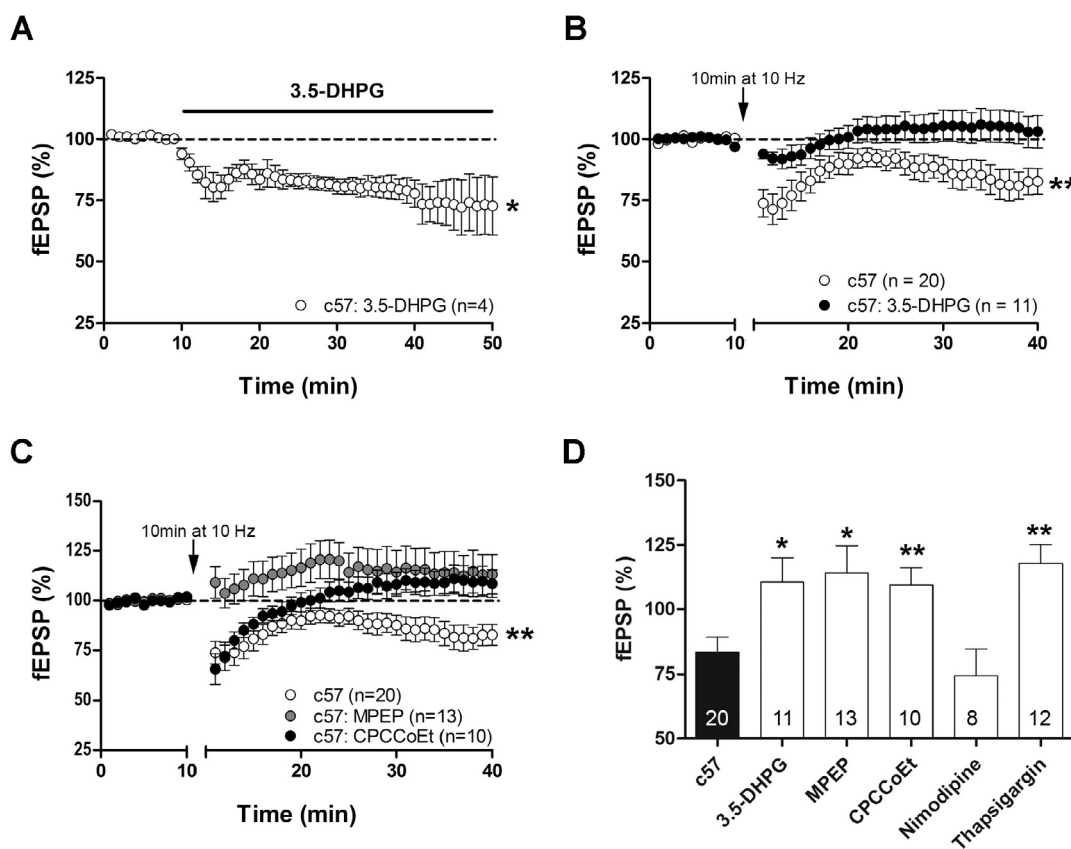 A
3.5-DHPG
fEPSP (%)
125
100
75
50
25
*
c57: 3.5-DHPG (n=4)
0 10 20 30 40 50
Time (min)
B
10min at 10 Hz
fEPSP (%)
125
100
75
50
25
**
c57 (n = 20)
c57: 3.5-DHPG (n = 11)
0 10 20 30 40
Time (min)
C
10min at 10 Hz
fEPSP (%)
150
125
100
75
50
25
**
c57 (n=20)
c57: MPEP (n=13)
c57: CPCCoEt (n=10)
0 10 20 30 40
Time (min)
D
fEPSP (%)
150
125
100
75
50
* * ** **
20 11 13 10 8 12
c57
3.5-DHPG
MPEP
CPCCoEt
Nimodipine
Thapsigargin